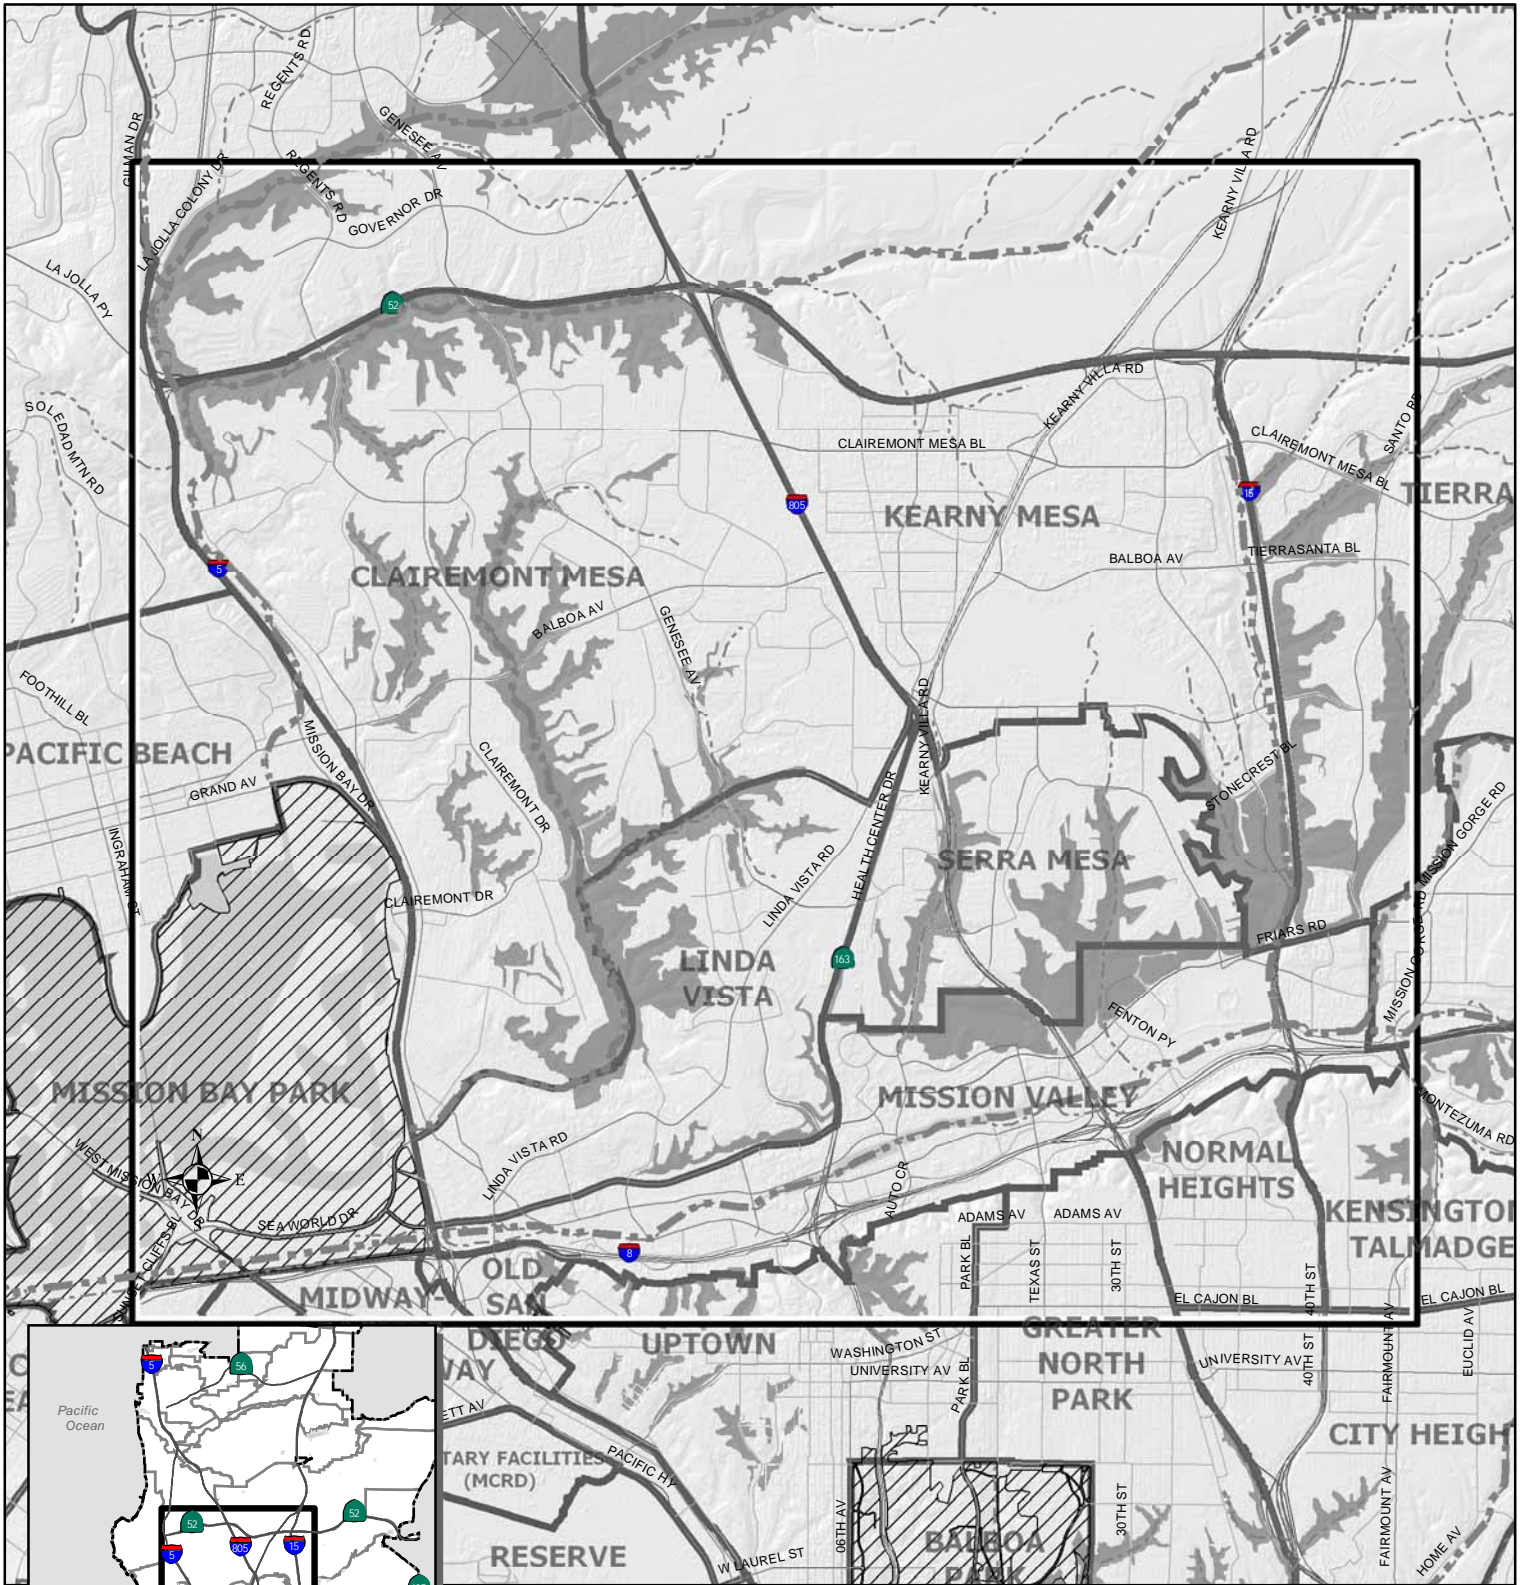 (MCAS MIRAMA
REGENTS RD
GENESEE AV
GILMAN DR
LA JOLLA COLONY DR
REGENTS RD
GOVERNOR DR
KEARNY VILLA RD
LA JOLLA PY
52
KEARNY VILLA RD
SOLEDAD MTN RD
CLAIREMONT MESA BL
CLAIREMONT MESA BL
SANTO RD
805
15
TIERRA
KEARNY MESA
5
CLAIREMONT MESA
BALBOA AV
TIERRASANTA BL
BALBOA AV
GENESEE AV
FOOTHILL BL
PACIFIC BEACH
MISSION BAY DR
GRAND AV
CLAIREMONT DR
KEARNY VILLA RD
HEALTH CENTER DR
STONECREST BL
MISSION GORGE RD
INGRAHAM ST
CLAIREMONT DR
LINDA VISTA RD
SERRA MESA
FRIARS RD
LINDA
VISTA
163
FENTON PY
MISSION GORGE RD
MISSION BAY PARK
MISSION VALLEY
MONTEZUMA RD
N
W
E
S
WEST MISSION BAY DR
LINDA VISTA RD
NORMAL
HEIGHTS
AUTO CR
SEA WORLD DR
SUNSET CLIFFS BL
ADAMS AV
ADAMS AV
KENSINGTON
TALMADGE
8
OLD
SAN
DIEGO
MIDWAY-
PARK BL
TEXAS ST
30TH ST
40TH ST
EL CAJON BL
EL CAJON BL
UPTOWN
WASHINGTON ST
UNIVERSITY AV
GREATER
NORTH
PARK
UNIVERSITY AV
40TH ST
FAIRMOUNT AV
EUCLID AV
WAY
ETT AV
PARK BL
CITY HEIGH
TARY FACILITIES
(MCRD)
PACIFIC HY
06TH AV
30TH ST
FAIRMOUNT AV
HOME AV
RESERVE
W LAUREL ST
BALBOA
PARK
5
56
Pacific
Ocean
52
52
5
805
15